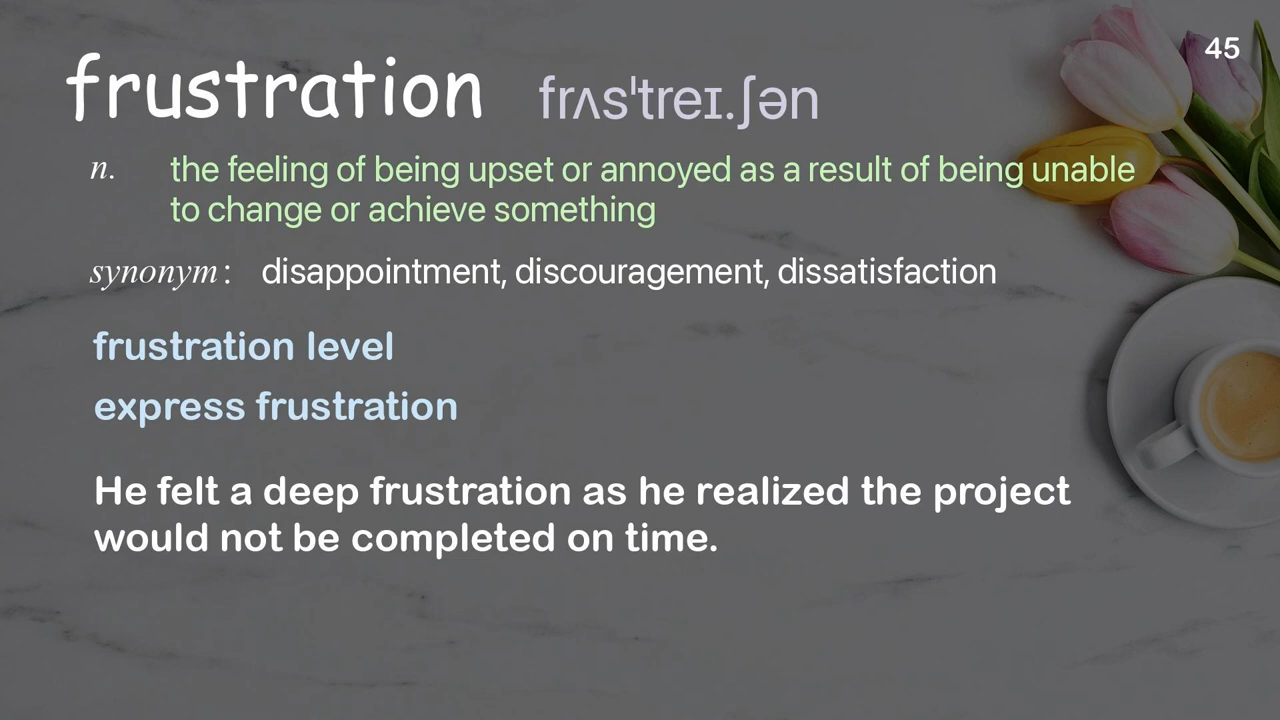 45
frustration frʌsˈtreɪ.ʃən
n. the feeling of being upset or annoyed as a result of being unable
to change or achieve something
synonym: disappointment, discouragement, dissatisfaction
frustration level
express frustration
He felt a deep frustration as he realized the project
would not be completed on time.